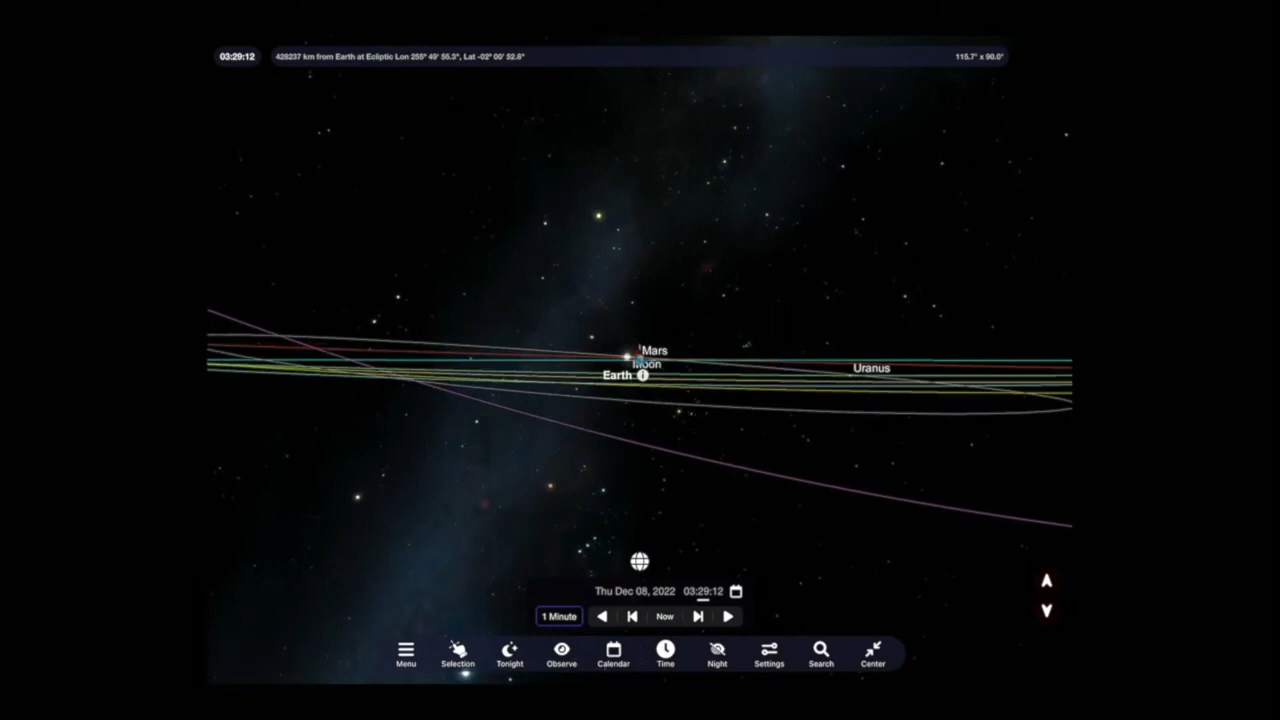 03:29:12
428237 km from Earth at Ecliptic Lon 255° 49' 55.3", Lat -02° 00' 52.6"
115.7° x 90.0°
Mars
Moon
Uranus
Earth
Thu Dec 08, 2022 03:29:12
1 Minute
Now
Menu Selection Tonight Observe Calendar Time Night Settings Search Center